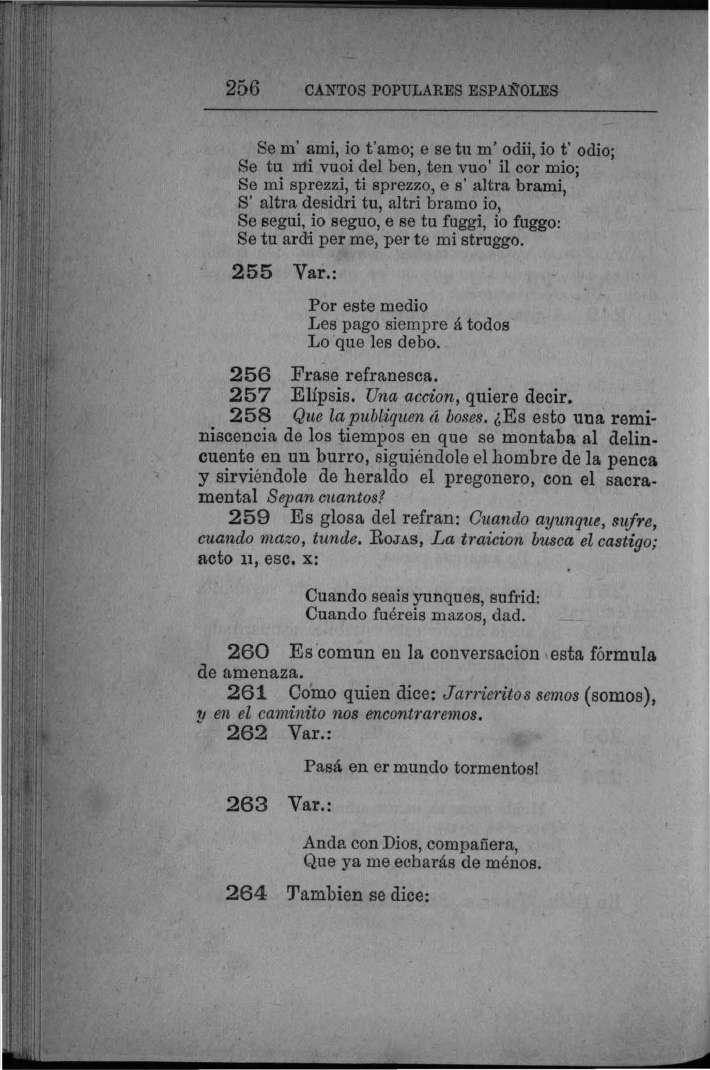 256 CANTOS POPULARES ESPAÑOLES
Se m' ami, io t'amo; e se tu m' odii, io t' odio;
Se tu mi vuoi del ben, ten vuo' il cor mio;
Se mi sprezzi, ti sprezzo, e s' altra brami,
S' altra desidri tu, altri bramo io,
Se segui, io seguo, e se tu fuggi, io fuggo:
Se tu ardi per me, per te mi struggo.
255 Var.:
Por este medio
Les pago siempre á todos
Lo que les debo.
256 Frase refranesca.
257 Elípsis. Una accion, quiere decir.
258 Que la publiquen á boses. ¿Es esto una remi-
niscencia de los tiempos en que se montaba al delin-
cuente en un burro, siguiéndole el hombre de la penca
y sirviéndole de heraldo el pregonero, con el sacra-
mental Sepan cuantos?
259 Es glosa del refran: Cuando ayunque, sufre,
cuando mazo, tunde. ROJAS, La traicion busca el castigo;
acto II, esc. X:
Cuando seais yunques, sufrid:
Cuando fuéreis mazos, dad.
260 Es comun en la conversacion esta fórmula
de amenaza.
261 Como quien dice: Jarrieritos semos (somos),
y en el caminito nos encontraremos.
262 Var.:
Pasá en er mundo tormentos!
263 Var.:
Anda con Dios, compañera,
Que ya me echarás de ménos.
264 Tambien se dice: